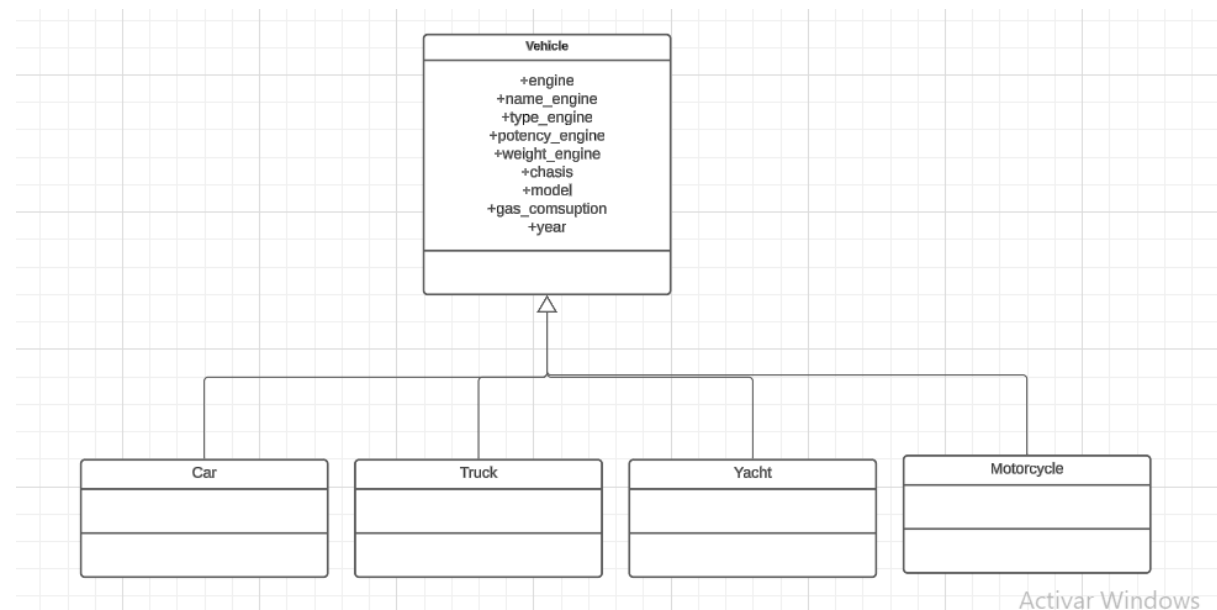 Vehicle
+engine
+name_engine
+type_engine
+potency_engine
+weight_engine
+chasis
+model
+gas_comsuption
+year
Car
Truck
Yacht
Motorcycle
Activar Windows